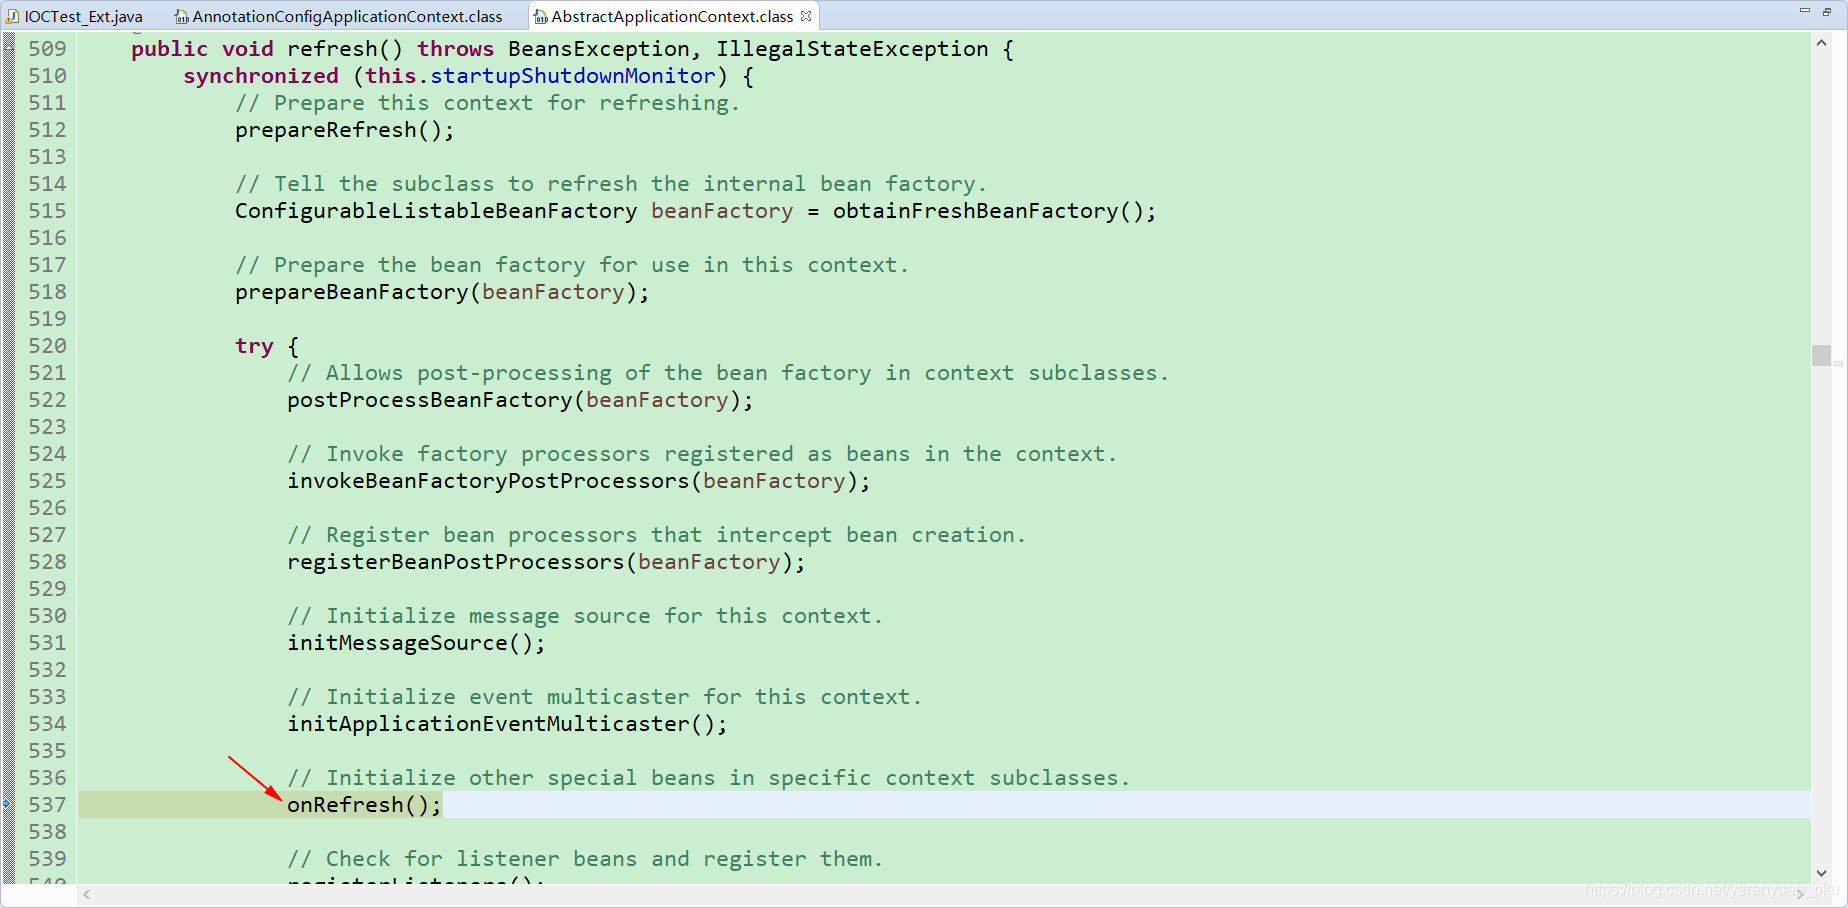 IOCTest_Ext.java AnnotationConfigApplicationContext.class AbstractApplicationContext.class
509 public void refresh() throws BeansException, IllegalStateException {
510 synchronized (this.startupShutdownMonitor) {
511 // Prepare this context for refreshing.
512 prepareRefresh();
513
514 // Tell the subclass to refresh the internal bean factory.
515 ConfigurableListableBeanFactory beanFactory = obtainFreshBeanFactory();
516
517 // Prepare the bean factory for use in this context.
518 prepareBeanFactory(beanFactory);
519
520 try {
521 // Allows post-processing of the bean factory in context subclasses.
522 postProcessBeanFactory(beanFactory);
523
524 // Invoke factory processors registered as beans in the context.
525 invokeBeanFactoryPostProcessors(beanFactory);
526
527 // Register bean processors that intercept bean creation.
528 registerBeanPostProcessors(beanFactory);
529
530 // Initialize message source for this context.
531 initMessageSource();
532
533 // Initialize event multicaster for this context.
534 initApplicationEventMulticaster();
535
536 // Initialize other special beans in specific context subclasses.
537 onRefresh();
538
539 // Check for listener beans and register them.
540 registerListeners();
https://blog.csdn.net/yerenyuan_pku